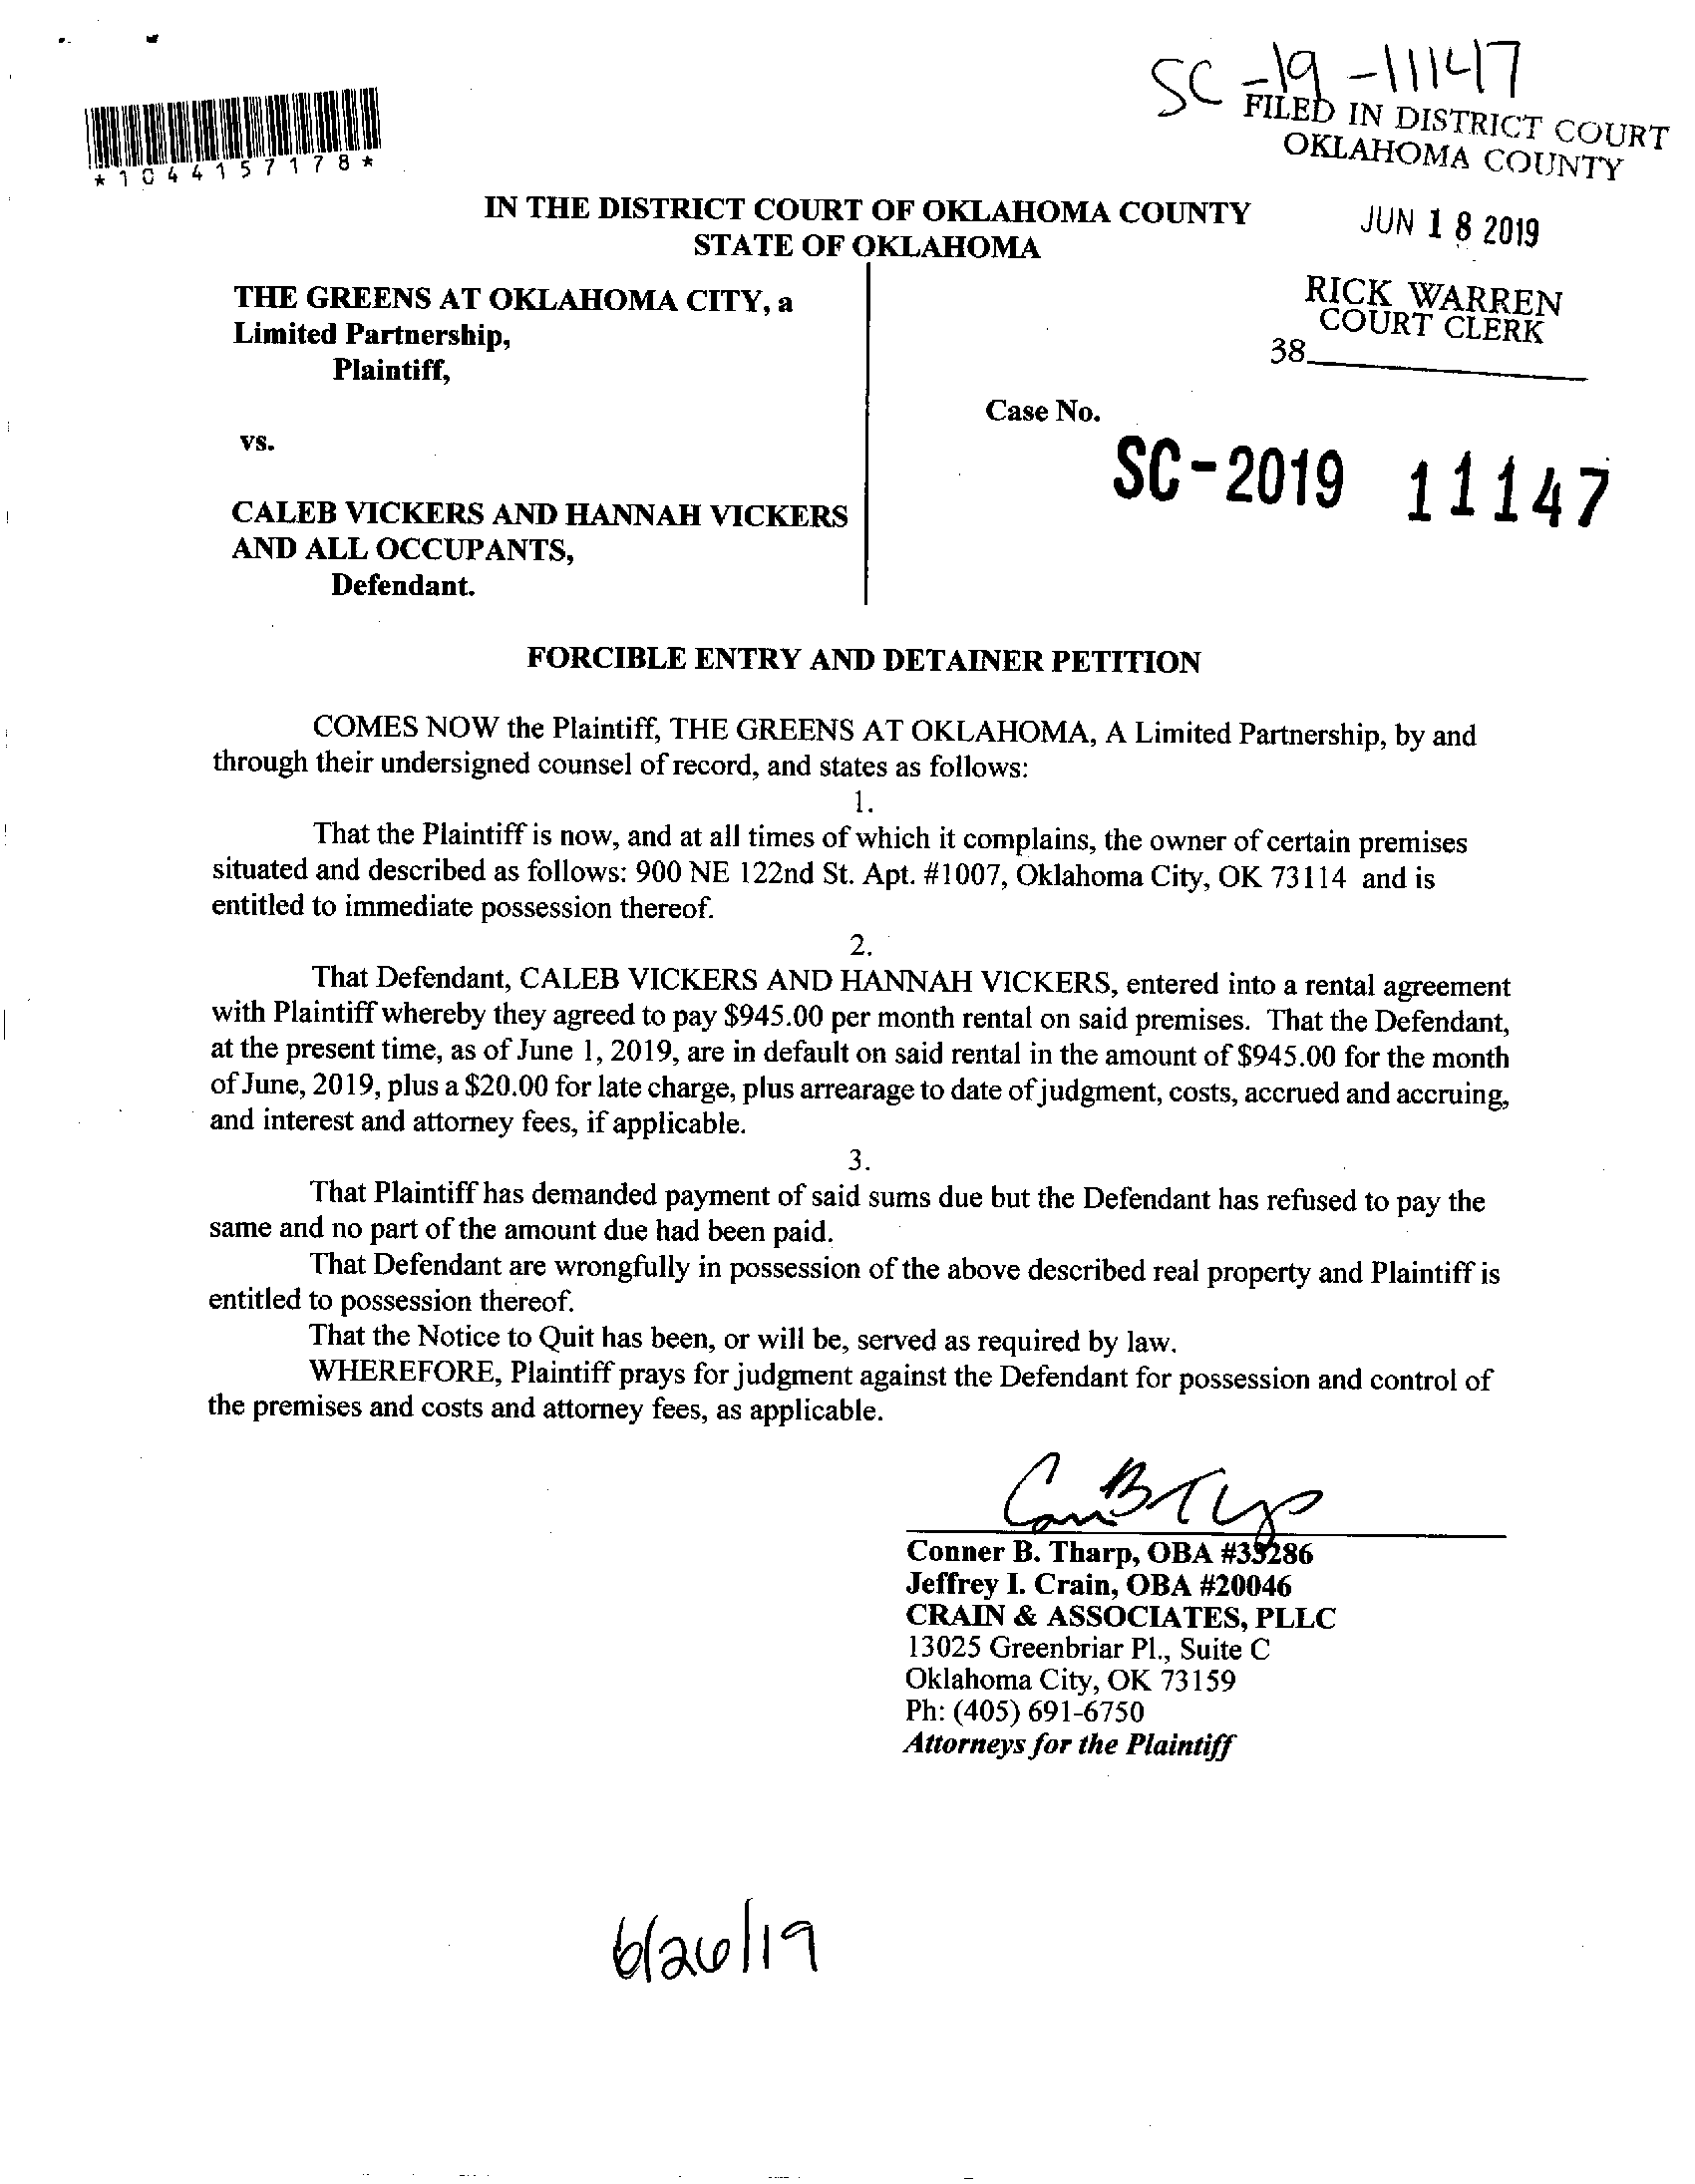 SC-19-11147
FILED IN DISTRICT COURT
OKLAHOMA COUNTY
*1044157178*
IN THE DISTRICT COURT OF OKLAHOMA COUNTY
STATE OF OKLAHOMA
JUN 18 2019
THE GREENS AT OKLAHOMA CITY, a
Limited Partnership,
Plaintiff,
RICK WARREN
COURT CLERK
38
Case No.
vs.
SC-2019 11147
CALEB VICKERS AND HANNAH VICKERS
AND ALL OCCUPANTS,
Defendant.
FORCIBLE ENTRY AND DETAINER PETITION
COMES NOW the Plaintiff, THE GREENS AT OKLAHOMA, A Limited Partnership, by and
through their undersigned counsel of record, and states as follows:
1.
That the Plaintiff is now, and at all times of which it complains, the owner of certain premises
situated and described as follows: 900 NE 122nd St. Apt. #1007, Oklahoma City, OK 73114 and is
entitled to immediate possession thereof.
2.
That Defendant, CALEB VICKERS AND HANNAH VICKERS, entered into a rental agreement
with Plaintiff whereby they agreed to pay $945.00 per month rental on said premises. That the Defendant,
at the present time, as of June 1, 2019, are in default on said rental in the amount of $945.00 for the month
of June, 2019, plus a $20.00 for late charge, plus arrearage to date of judgment, costs, accrued and accruing,
and interest and attorney fees, if applicable.
3.
That Plaintiff has demanded payment of said sums due but the Defendant has refused to pay the
same and no part of the amount due had been paid.
That Defendant are wrongfully in possession of the above described real property and Plaintiff is
entitled to possession thereof.
That the Notice to Quit has been, or will be, served as required by law.
WHEREFORE, Plaintiff prays for judgment against the Defendant for possession and control of
the premises and costs and attorney fees, as applicable.
Conner B. Tharp, OBA #33286
Jeffrey I. Crain, OBA #20046
CRAIN & ASSOCIATES, PLLC
13025 Greenbriar Pl., Suite C
Oklahoma City, OK 73159
Ph: (405) 691-6750
Attorneys for the Plaintiff
6/26/19